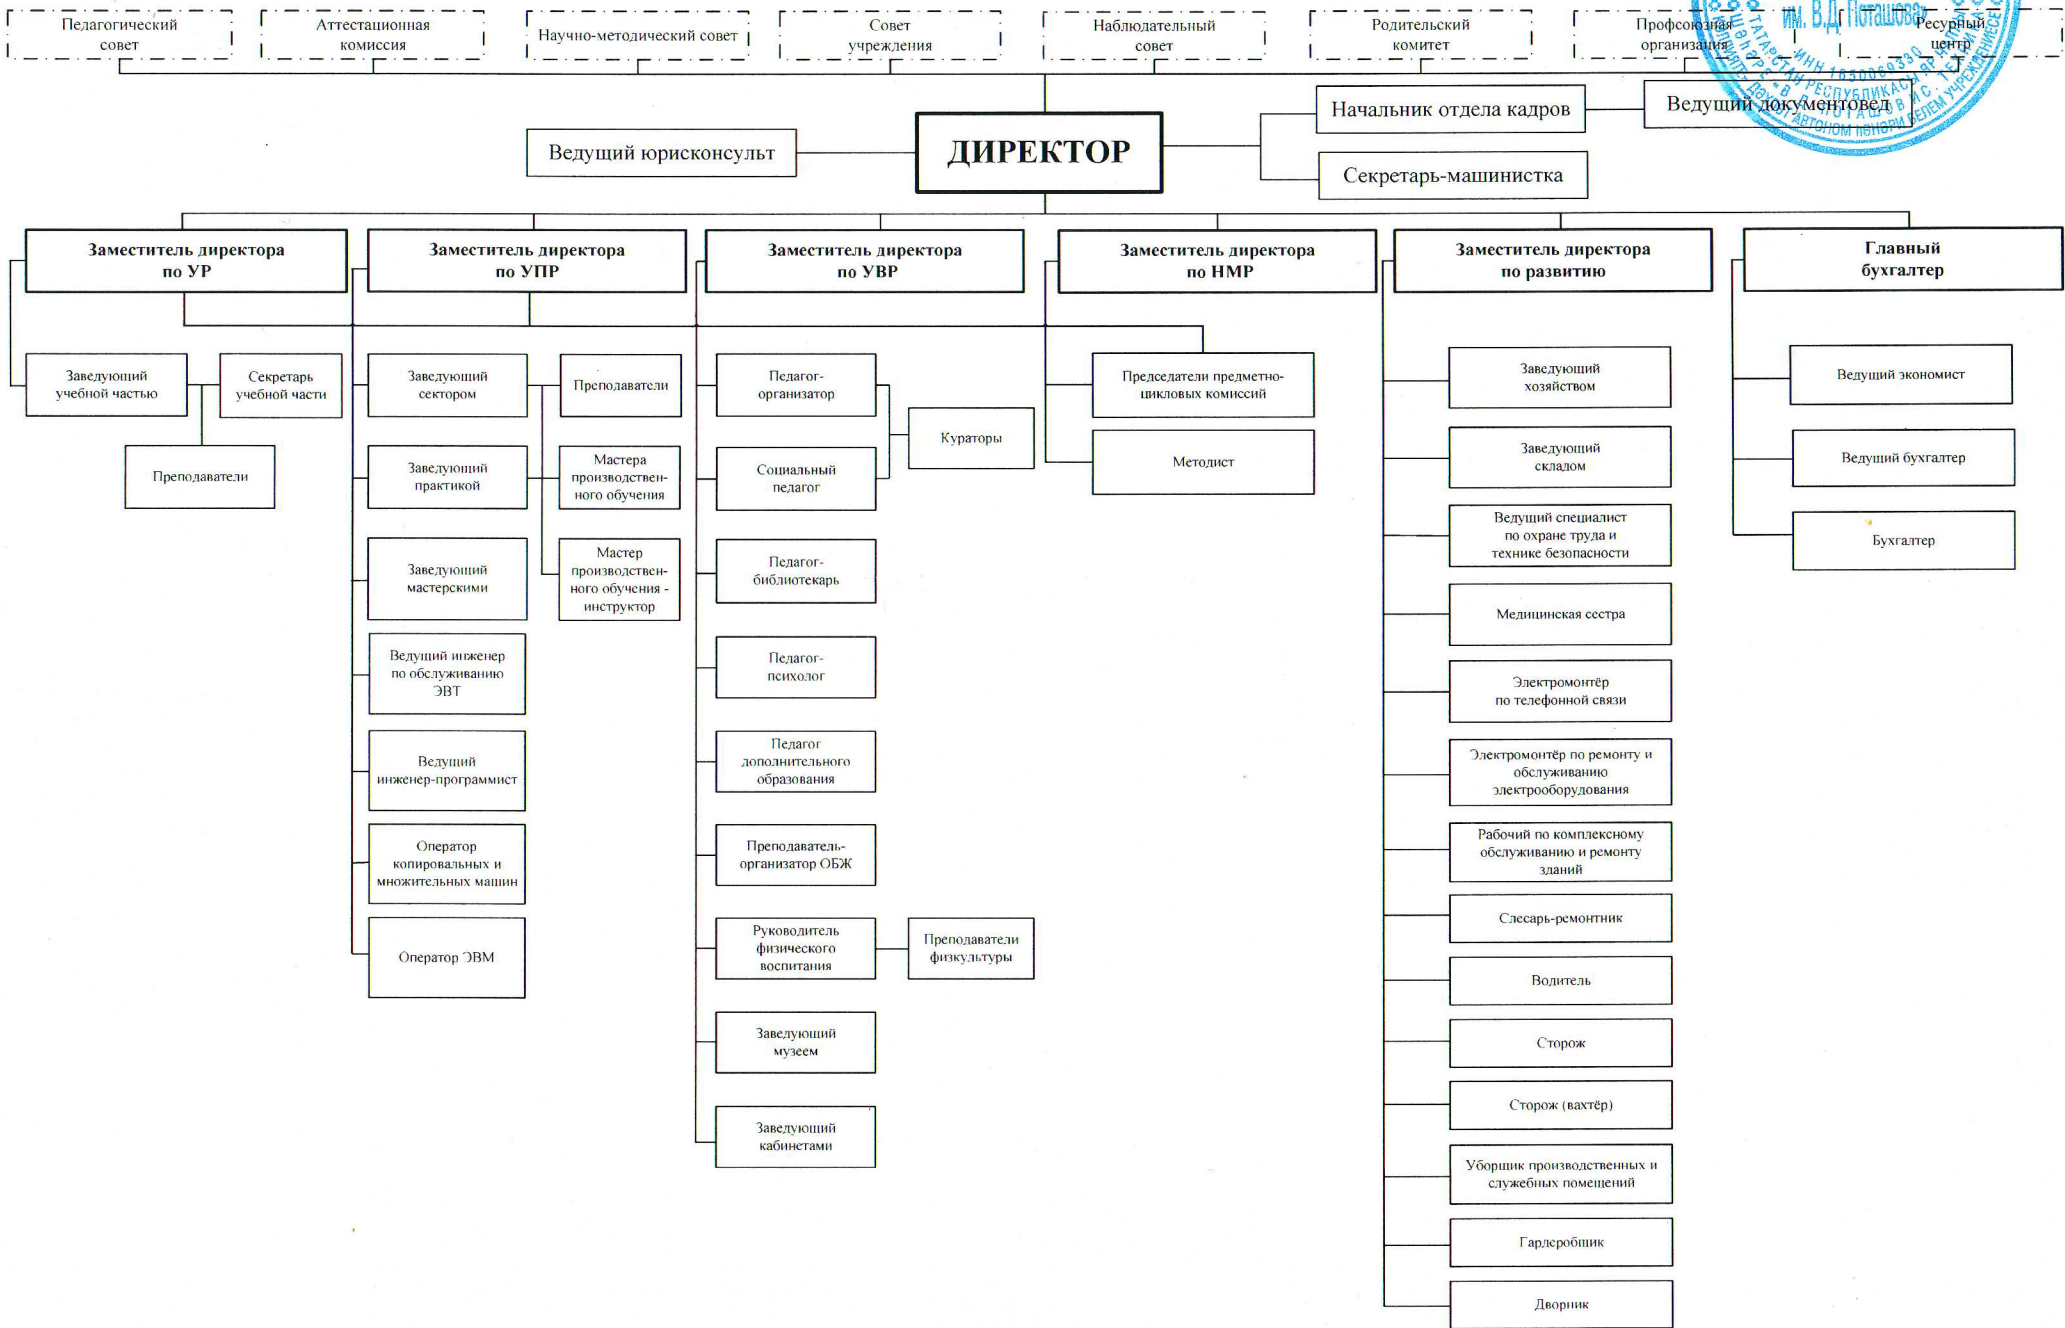 Педагогический
совет
Аттестационная
комиссия
Научно-методический совет
Совет
учреждения
Наблюдательный
совет
Родительский
комитет
Профсоюзная
организация
Ресурный
центр
им. В.Д. Поташова»
ИНН 1650069330
ТАТАРСТАН РЕСПУБЛИКАСЫ
Начальник отдела кадров
Ведущий документовед
Ведущий юрисконсульт
ДИРЕКТОР
Секретарь-машинистка
Заместитель директора
по УР
Заместитель директора
по УПР
Заместитель директора
по УВР
Заместитель директора
по НМР
Заместитель директора
по развитию
Главный
бухгалтер
Заведующий
учебной частью
Секретарь
учебной части
Преподаватели
Заведующий
сектором
Преподаватели
Заведующий
практикой
Мастера
производствен-
ного обучения
Заведующий
мастерскими
Мастер
производствен-
ного обучения -
инструктор
Ведущий инженер
по обслуживанию
ЭВТ
Ведущий
инженер-программист
Оператор
копировальных и
множительных машин
Оператор ЭВМ
Педагог-
организатор
Кураторы
Социальный
педагог
Педагог-
библиотекарь
Педагог-
психолог
Педагог
дополнительного
образования
Преподаватель-
организатор ОБЖ
Руководитель
физического
воспитания
Преподаватели
физкультуры
Заведующий
музеем
Заведующий
кабинетами
Председатели предметно-
цикловых комиссий
Методист
Заведующий
хозяйством
Заведующий
складом
Ведущий специалист
по охране труда и
технике безопасности
Медицинская сестра
Электромонтёр
по телефонной связи
Электромонтёр по ремонту и
обслуживанию
электрооборудования
Рабочий по комплексному
обслуживанию и ремонту
зданий
Слесарь-ремонтник
Водитель
Сторож
Сторож (вахтёр)
Уборщик производственных и
служебных помещений
Гардеробщик
Дворник
Ведущий экономист
Ведущий бухгалтер
Бухгалтер